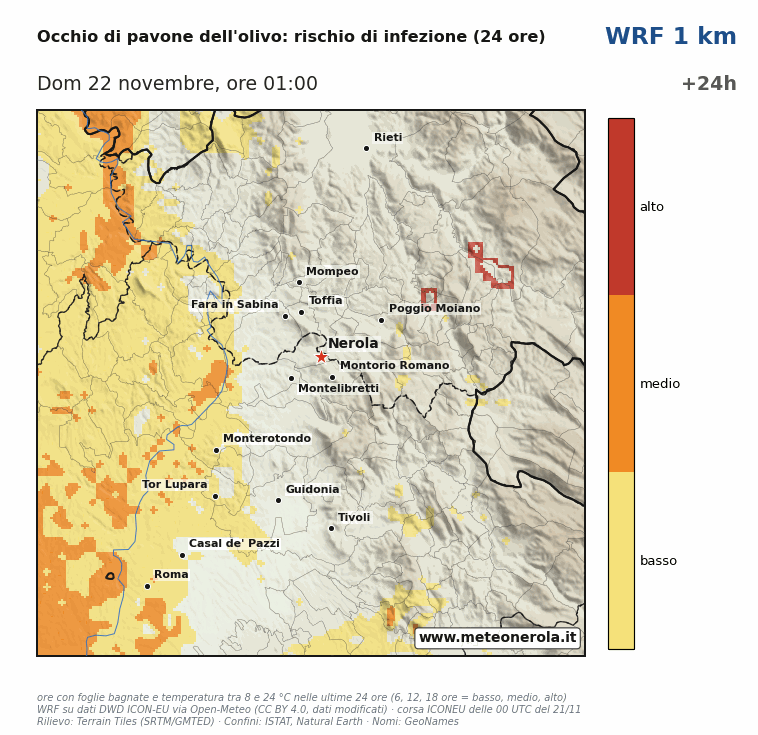 Occhio di pavone dell'olivo: rischio di infezione (24 ore)
WRF 1 km
Dom 22 novembre, ore 01:00
+24h
Rieti
alto
Mompeo
Fara in Sabina
Toffia
Poggio Moiano
Nerola
Montorio Romano
medio
Montelibretti
Monterotondo
Tor Lupara
Guidonia
Tivoli
Casal de' Pazzi
basso
Roma
www.meteonerola.it
ore con foglie bagnate e temperatura tra 8 e 24 °C nelle ultime 24 ore (6, 12, 18 ore = basso, medio, alto)
WRF su dati DWD ICON-EU via Open-Meteo (CC BY 4.0, dati modificati) · corsa ICONEU delle 00 UTC del 21/11
Rilievo: Terrain Tiles (SRTM/GMTED) · Confini: ISTAT, Natural Earth · Nomi: GeoNames